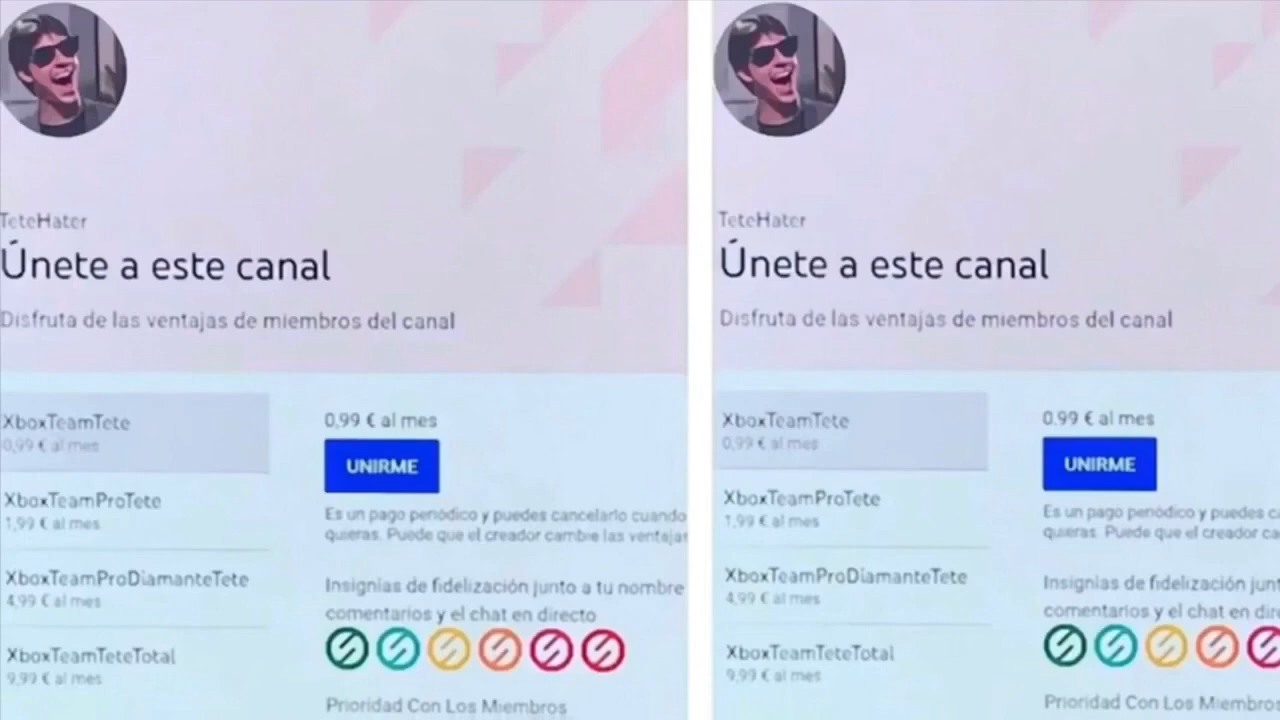 TeteHater
Únete a este canal
Disfruta de las ventajas de miembros del canal
XboxTeamTete
0,99 € al mes
XboxTeamProTete
1,99 € al mes
XboxTeamProDiamanteTete
4,99 € al mes
XboxTeamTeteTotal
9,99 € al mes
0,99 € al mes
UNIRME
Es un pago periódico y puedes cancelarlo cuando
quieras. Puede que el creador cambie las ventajas
Insignias de fidelización junto a tu nombre
comentarios y el chat en directo
Prioridad Con Los Miembros
TeteHater
Únete a este canal
Disfruta de las ventajas de miembros del canal
XboxTeamTete
0,99 € al mes
XboxTeamProTete
1,99 € al mes
XboxTeamProDiamanteTete
4,99 € al mes
XboxTeamTeteTotal
9,99 € al mes
0.99 € al mes
UNIRME
Es un pago periódico y puedes
quieras. Puede que el creador
Insignias de fidelización
comentarios y el chat en
Prioridad Con Los Miembros